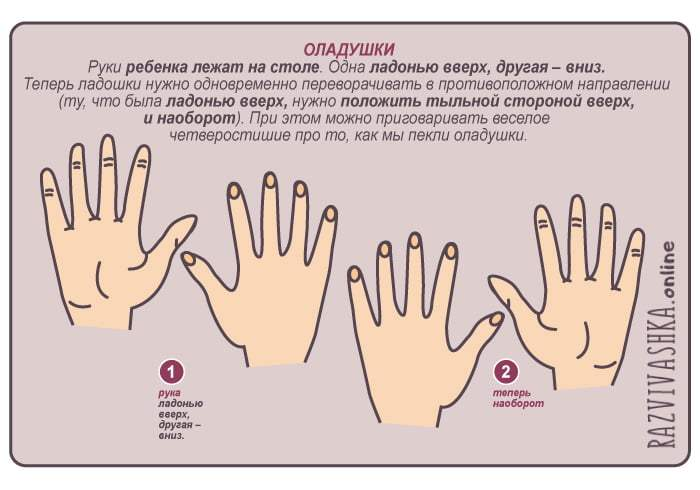 ОЛАДУШКИ
Руки ребенка лежат на столе. Одна ладонью вверх, другая – вниз.
Теперь ладошки нужно одновременно переворачивать в противоположном направлении
(ту, что была ладонью вверх, нужно положить тыльной стороной вверх,
и наоборот). При этом можно приговаривать веселое
четверостишие про то, как мы пекли оладушки.
1
рука
ладонью
вверх,
другая –
вниз.
2
теперь
наоборот
RAZVIVASHKA.online